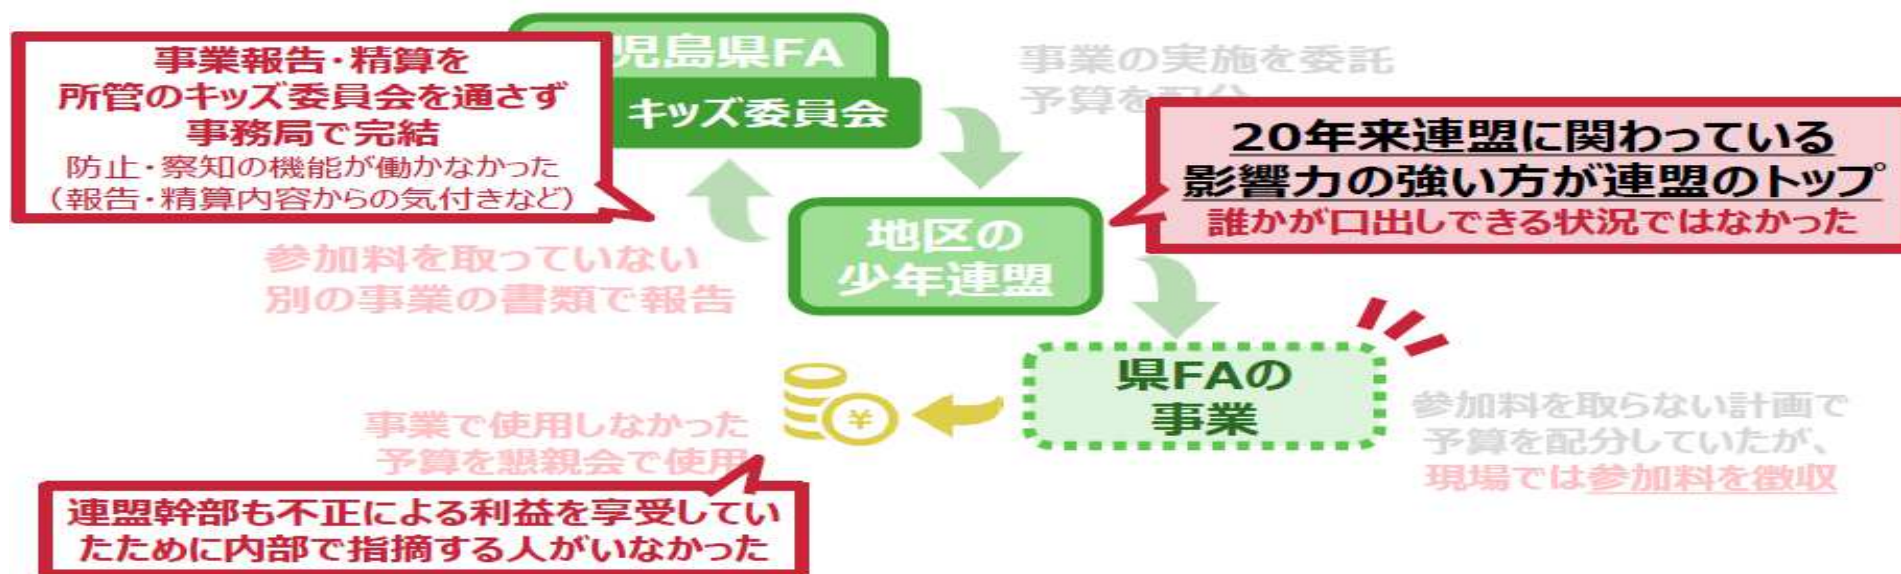 事業報告・精算を
所管のキッズ委員会を通さず
事務局で完結
防止・察知の機能が働かなかった
(報告・精算内容からの気付きなど)
児島県FA
キッズ委員会
事業の実施を委託
予算を配分
20年来連盟に関わっている
影響力の強い方が連盟のトップ
誰かが口出しできる状況ではなかった
地区の
少年連盟
参加料を取っていない
別の事業の書類で報告
県FAの
事業
¥
参加料を取らない計画で
予算を配分していたが、
現場では参加料を徴収
事業で使用しなかった
予算を懇親会で使用
連盟幹部も不正による利益を享受してい
たために内部で指摘する人がいなかった